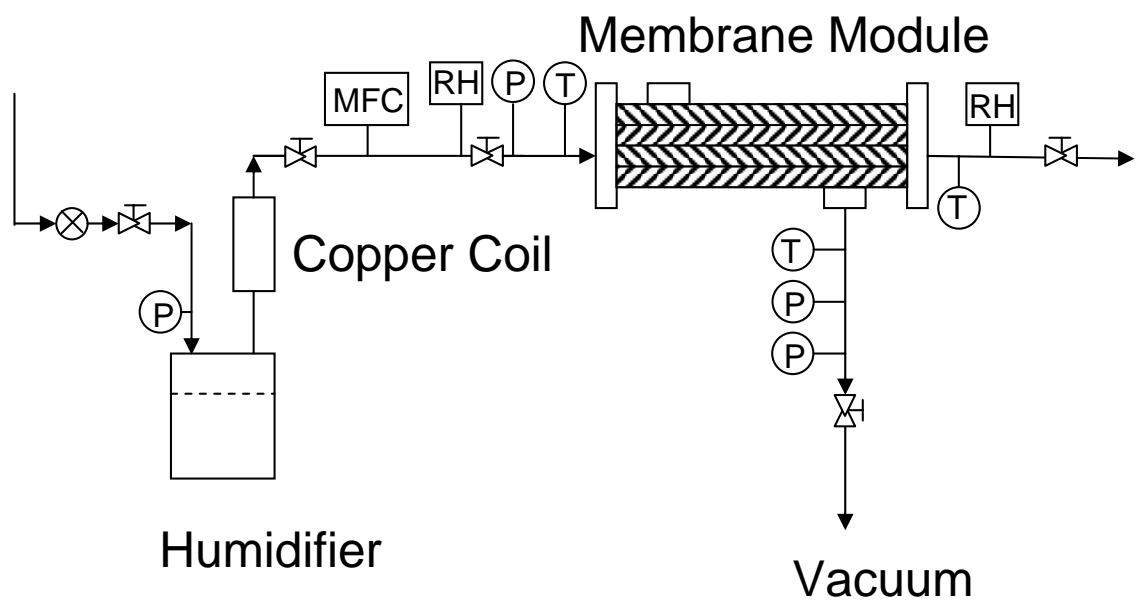 Membrane Module
MFC
RH
P
T
RH
T
Copper Coil
T
P
P
P
Humidifier
Vacuum